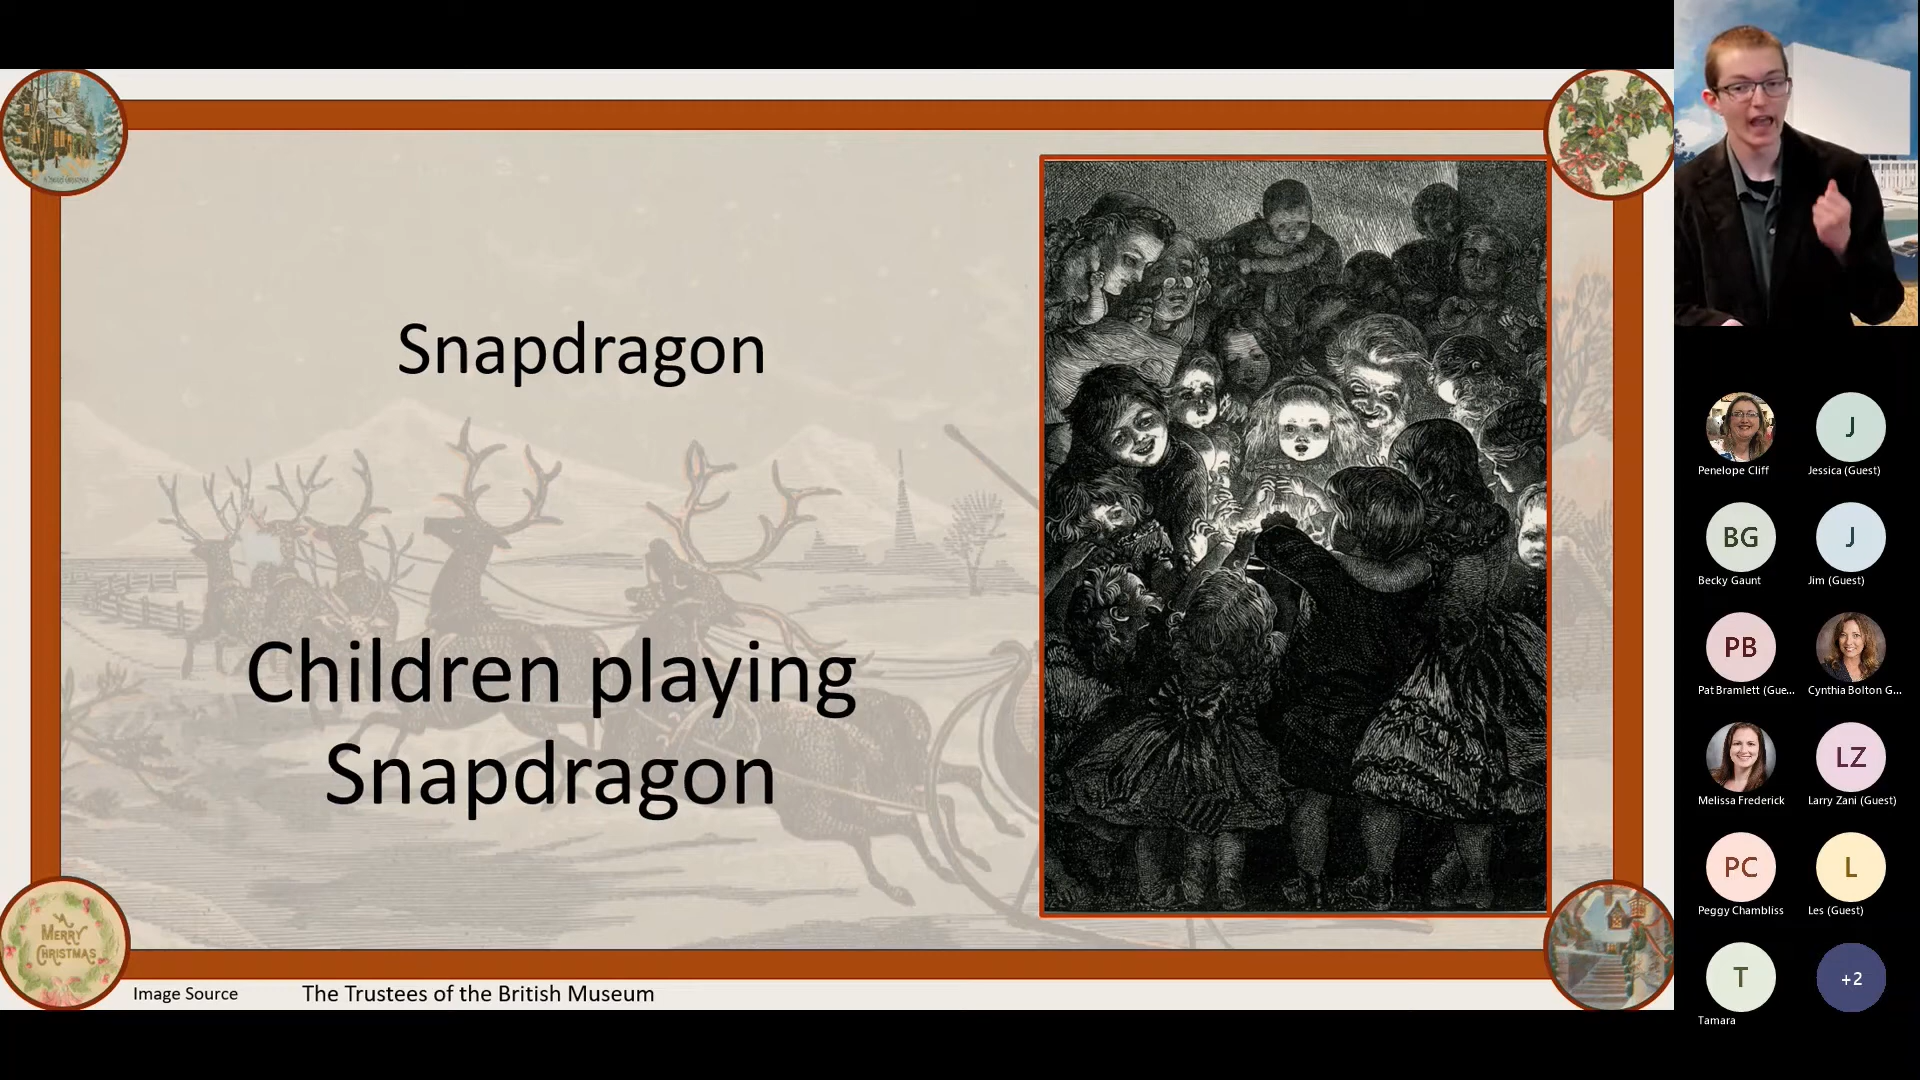 Snapdragon
Children playing
Snapdragon
A
MERRY
CHRISTMAS
Image Source
The Trustees of the British Museum
Penelope Cliff
J
Jessica (Guest)
BG
Becky Gaunt
J
Jim (Guest)
PB
Pat Bramlett (Gue...
Cynthia Bolton G...
Melissa Frederick
LZ
Larry Zani (Guest)
PC
Peggy Chambliss
L
Les (Guest)
T
Tamara
+2